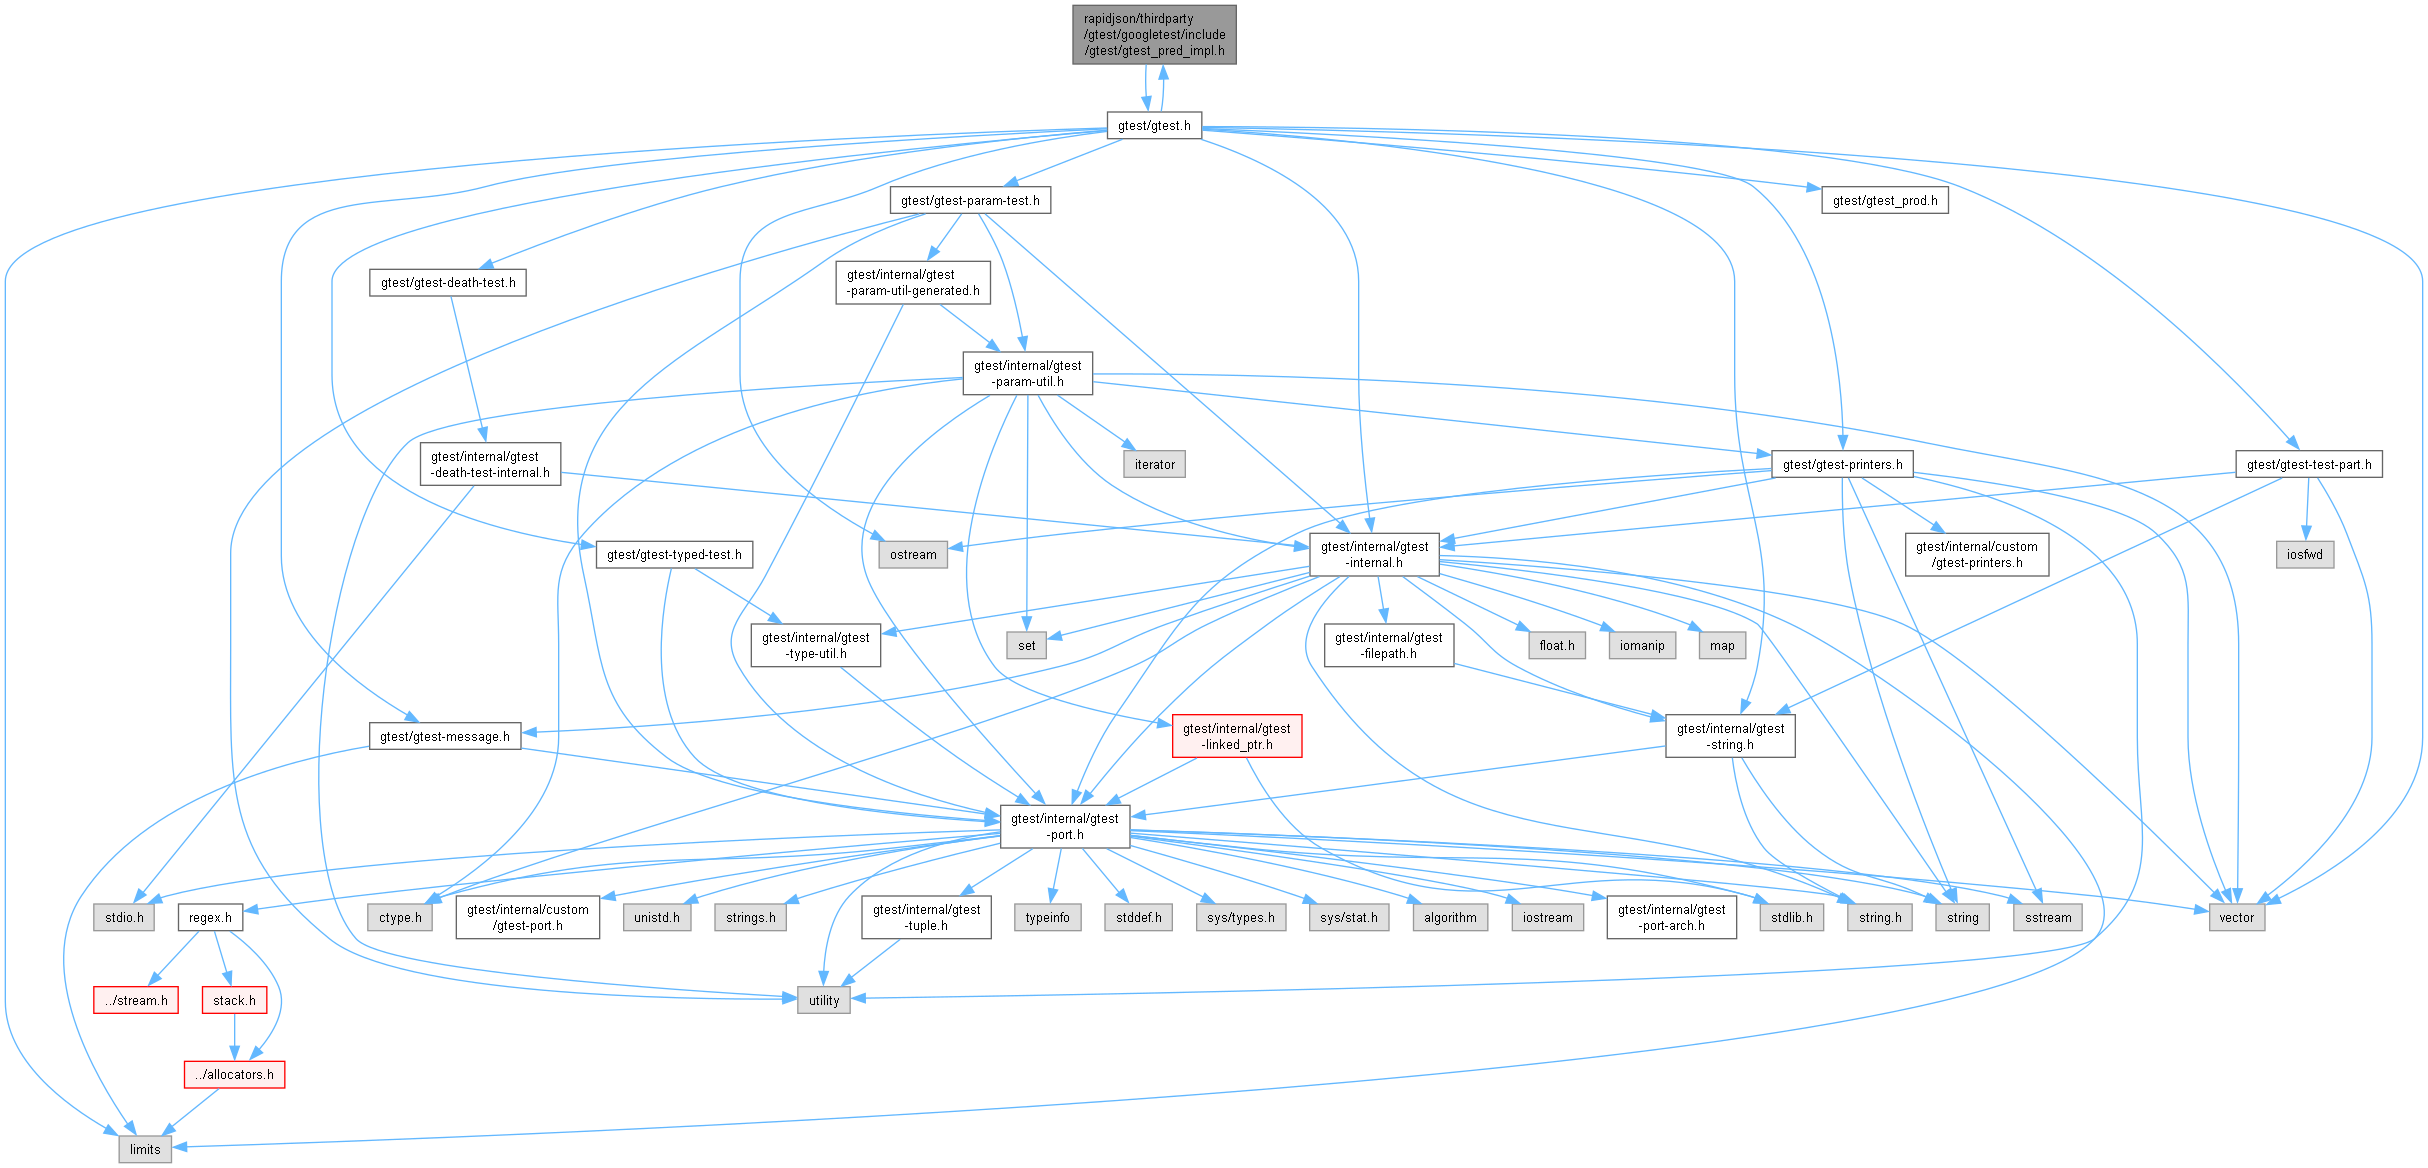 rapidjson/thirdparty
/gtest/googletest/include
/gtest/gtest_pred_impl.h
gtest/gtest.h
gtest/gtest-param-test.h
gtest/gtest_prod.h
gtest/gtest-death-test.h
gtest/internal/gtest
-param-util-generated.h
gtest/internal/gtest
-param-util.h
gtest/internal/gtest
-death-test-internal.h
iterator
gtest/gtest-printers.h
gtest/gtest-test-part.h
gtest/gtest-typed-test.h
ostream
gtest/internal/gtest
-internal.h
gtest/internal/custom
/gtest-printers.h
iosfwd
gtest/internal/gtest
-type-util.h
set
gtest/internal/gtest
-filepath.h
float.h
iomanip
map
gtest/gtest-message.h
gtest/internal/gtest
-linked_ptr.h
gtest/internal/gtest
-string.h
gtest/internal/gtest
-port.h
stdio.h
regex.h
ctype.h
gtest/internal/custom
/gtest-port.h
unistd.h
strings.h
gtest/internal/gtest
-tuple.h
typeinfo
stddef.h
sys/types.h
sys/stat.h
algorithm
iostream
gtest/internal/gtest
-port-arch.h
stdlib.h
string.h
string
sstream
vector
../stream.h
stack.h
utility
../allocators.h
limits